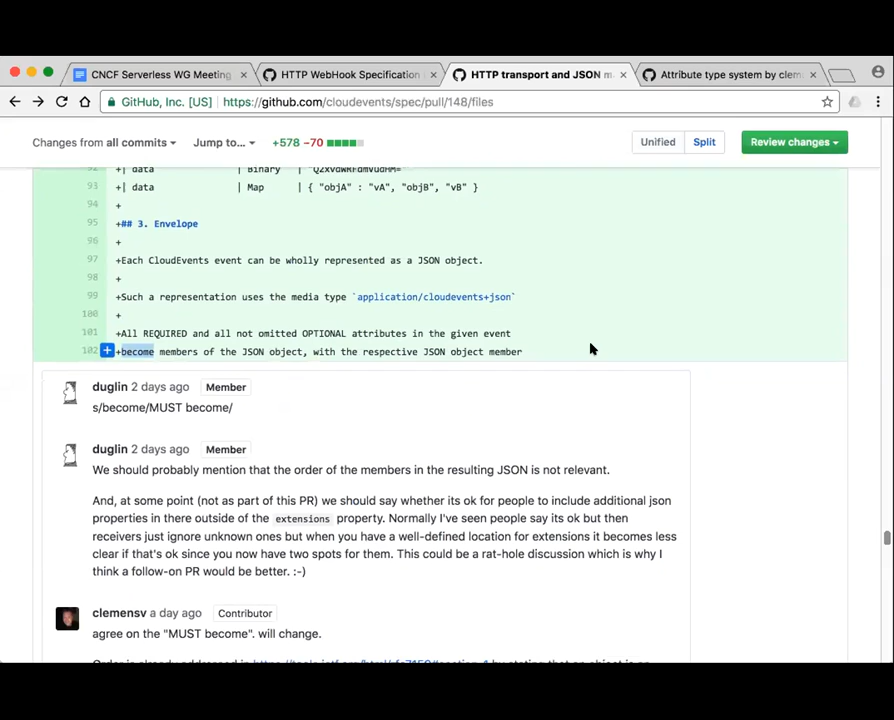 CNCF Serverless WG Meeting
HTTP WebHook Specification
HTTP transport and JSON m
Attribute type system by clem
GitHub, Inc. [US]
https://github.com/cloudevents/spec/pull/148/files
Changes from all commits
Jump to...
+578 −70
Unified
Split
Review changes
+| data | Binary |
93 +| data | Map | { "objA" : "vA", "objB", "vB" }
94 +
95 +## 3. Envelope
96 +
97 +Each CloudEvents event can be wholly represented as a JSON object.
98 +
99 +Such a representation uses the media type `application/cloudevents+json`
100 +
101 +All REQUIRED and all not omitted OPTIONAL attributes in the given event
102 +become members of the JSON object, with the respective JSON object member
duglin 2 days ago Member
s/become/MUST become/
duglin 2 days ago Member
We should probably mention that the order of the members in the resulting JSON is not relevant.
And, at some point (not as part of this PR) we should say whether its ok for people to include additional json
properties in there outside of the extensions property. Normally I've seen people say its ok but then
receivers just ignore unknown ones but when you have a well-defined location for extensions it becomes less
clear if that's ok since you now have two spots for them. This could be a rat-hole discussion which is why I
think a follow-on PR would be better. :-)
clemensv a day ago Contributor
agree on the "MUST become". will change.